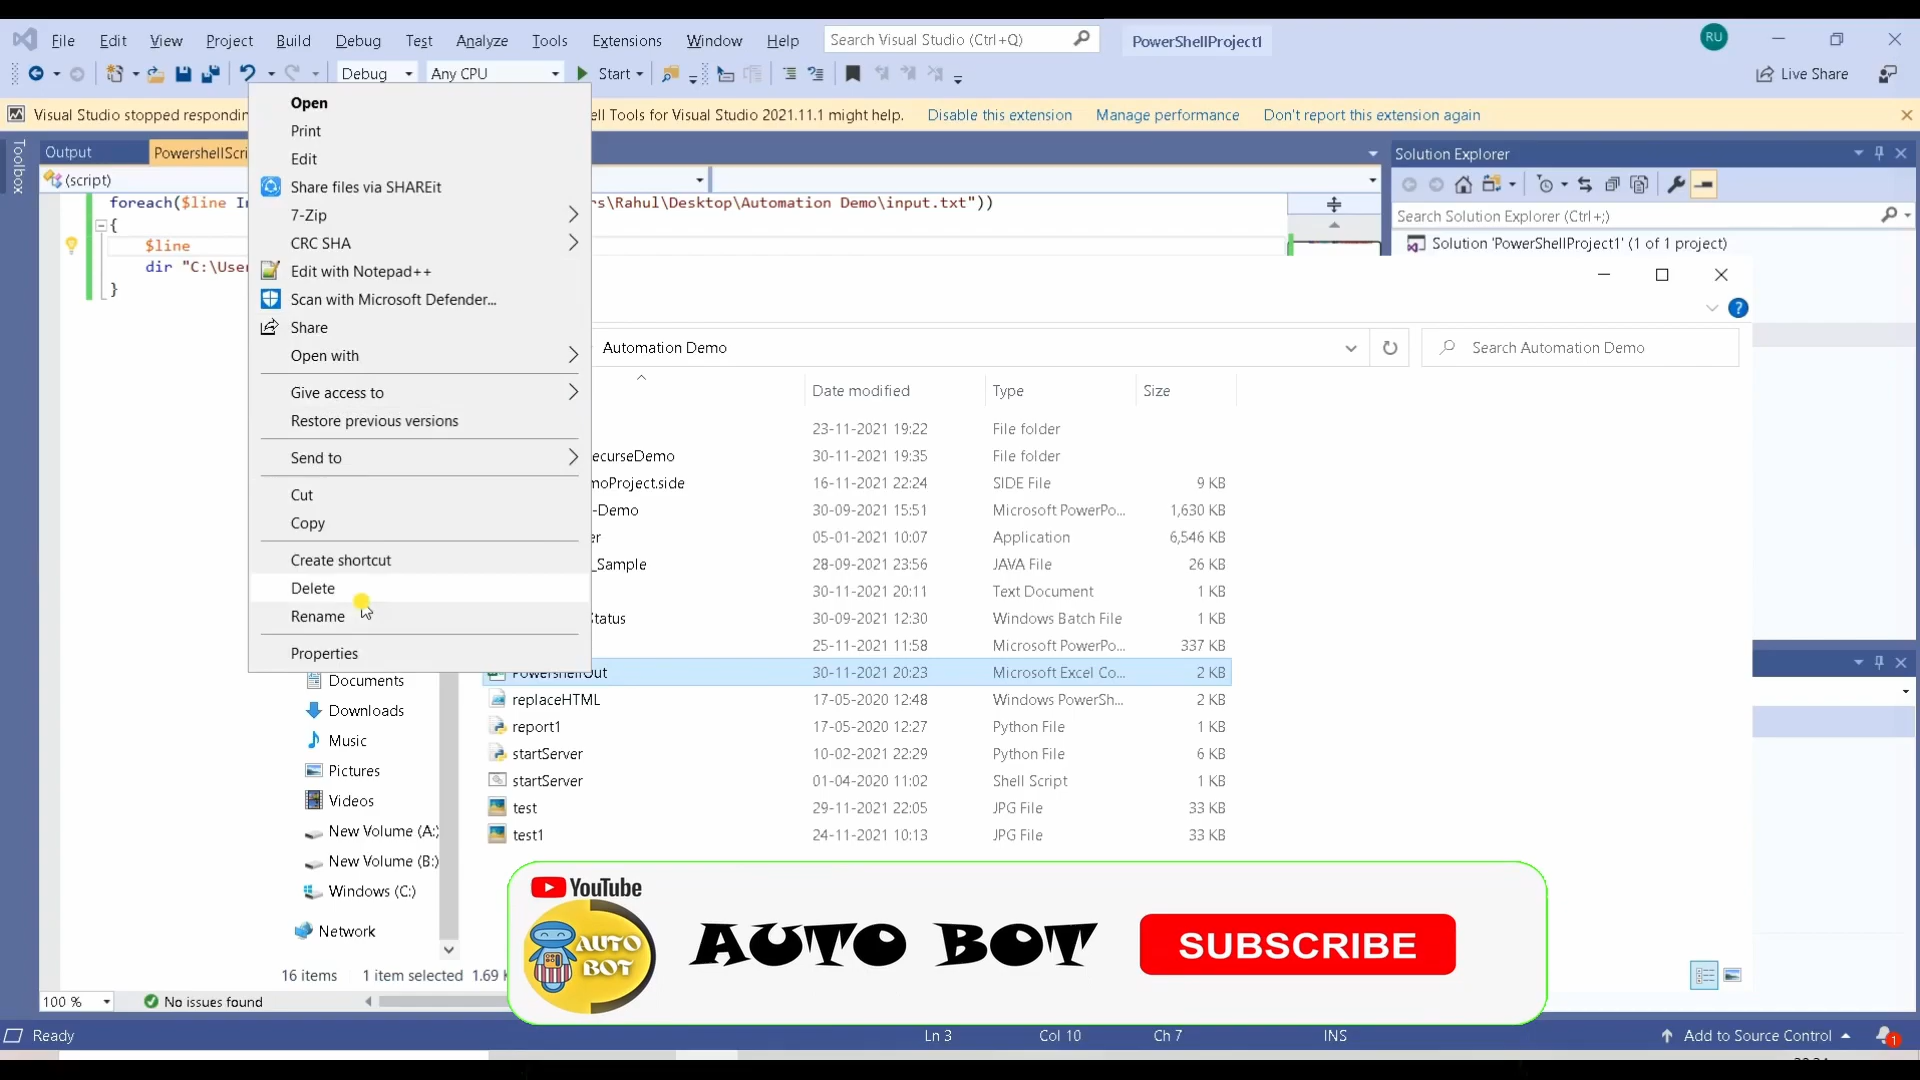 File Edit View Project Build Debug Test Analyze Tools Extensions Window Help Search Visual Studio (Ctrl+Q) PowerShellProject1 RU
Debug Any CPU Start Live Share
Visual Studio stopped respondin ell Tools for Visual Studio 2021.11.1 might help. Disable this extension Manage performance Don't report this extension again
Toolbox
Output PowershellScri
(script)
foreach($line In rs\Rahul\Desktop\Automation Demo\input.txt"))
{
$line
dir "C:\User
}
Solution Explorer
Search Solution Explorer (Ctrl+;)
Solution 'PowerShellProject1' (1 of 1 project)
Open
Print
Edit
Share files via SHAREit
7-Zip
CRC SHA
Edit with Notepad++
Scan with Microsoft Defender...
Share
Open with
Give access to
Restore previous versions
Send to
Cut
Copy
Create shortcut
Delete
Rename
Properties
Automation Demo Search Automation Demo
Date modified Type Size
23-11-2021 19:22 File folder
ecurseDemo 30-11-2021 19:35 File folder
moProject.side 16-11-2021 22:24 SIDE File 9 KB
-Demo 30-09-2021 15:51 Microsoft PowerPo... 1,630 KB
er 05-01-2021 10:07 Application 6,546 KB
_Sample 28-09-2021 23:56 JAVA File 26 KB
30-11-2021 20:11 Text Document 1 KB
Status 30-09-2021 12:30 Windows Batch File 1 KB
25-11-2021 11:58 Microsoft PowerPo... 337 KB
PowershellOut 30-11-2021 20:23 Microsoft Excel Co... 2 KB
replaceHTML 17-05-2020 12:48 Windows PowerSh... 2 KB
report1 17-05-2020 12:27 Python File 1 KB
startServer 10-02-2021 22:29 Python File 6 KB
startServer 01-04-2020 11:02 Shell Script 1 KB
test 29-11-2021 22:05 JPG File 33 KB
test1 24-11-2021 10:13 JPG File 33 KB
Documents
Downloads
Music
Pictures
Videos
New Volume (A:)
New Volume (B:)
Windows (C:)
Network
16 items 1 item selected 1.69 K
YouTube
AUTO BOT
AUTO BOT
SUBSCRIBE
100 % No issues found
Ready Ln 3 Col 10 Ch 7 INS Add to Source Control 1